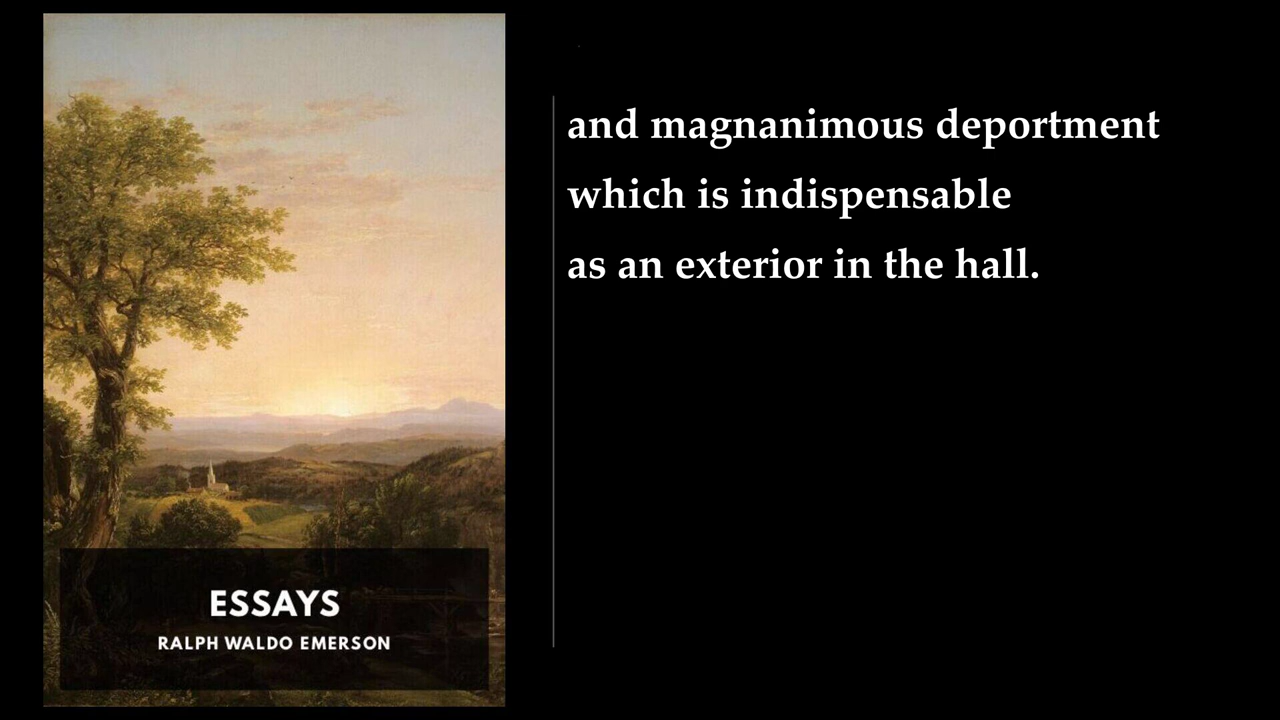 and magnanimous deportment
which is indispensable
as an exterior in the hall.
ESSAYS
RALPH WALDO EMERSON